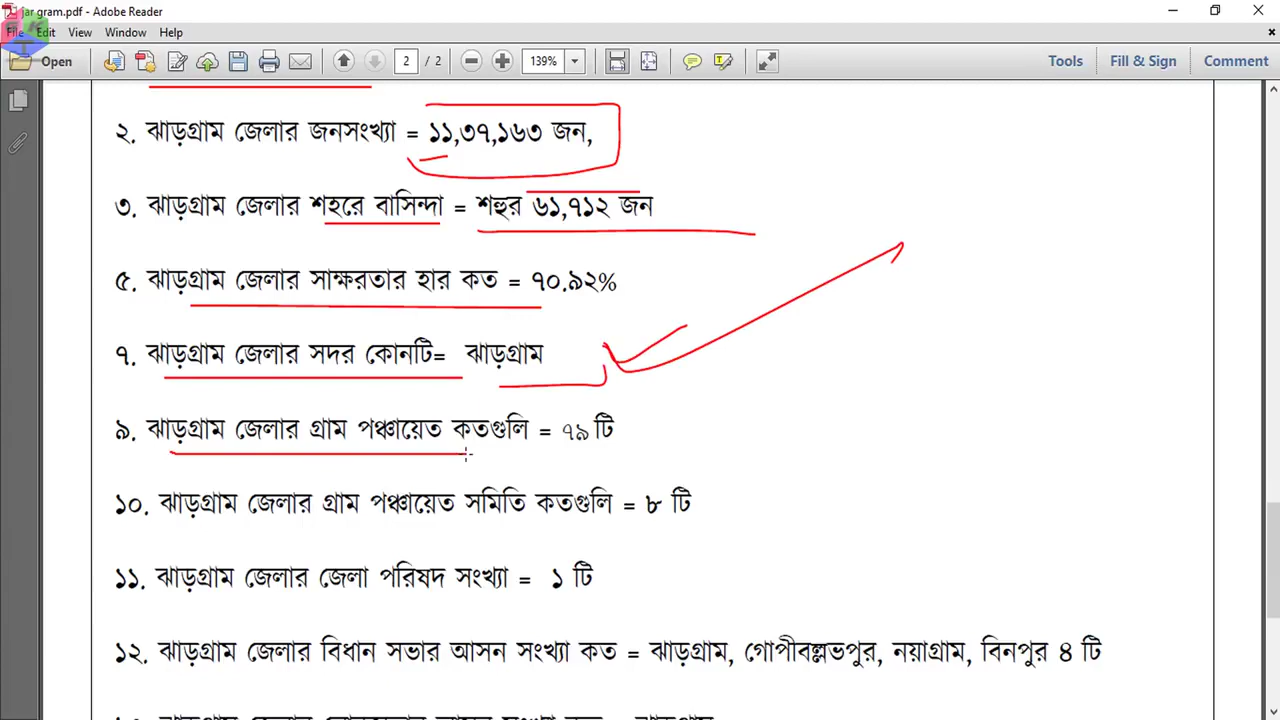 jar gram.pdf - Adobe Reader
File Edit View Window Help
Open 2 / 2 139% Tools Fill & Sign Comment
২. ঝাড়গ্রাম জেলার জনসংখ্যা = ১১,৩৭,১৬৩ জন,
৩. ঝাড়গ্রাম জেলার শহরে বাসিন্দা = শহুর ৬১,৭১২ জন
৫. ঝাড়গ্রাম জেলার সাক্ষরতার হার কত = ৭০.৯২%
৭. ঝাড়গ্রাম জেলার সদর কোনটি= ঝাড়গ্রাম
৯. ঝাড়গ্রাম জেলার গ্রাম পঞ্চায়েত কতগুলি = ৭৯ টি
১০. ঝাড়গ্রাম জেলার গ্রাম পঞ্চায়েত সমিতি কতগুলি = ৮ টি
১১. ঝাড়গ্রাম জেলার জেলা পরিষদ সংখ্যা = ১ টি
১২. ঝাড়গ্রাম জেলার বিধান সভার আসন সংখ্যা কত = ঝাড়গ্রাম, গোপীবল্লভপুর, নয়াগ্রাম, বিনপুর ৪ টি